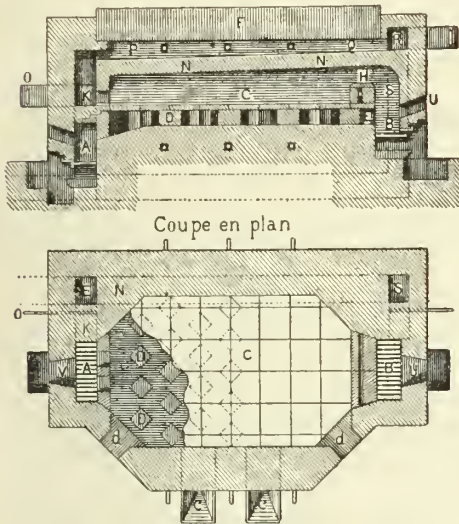 F
P Q R
O N N
K C H S U
A D B
Coupe en plan
E N S
O
K
V A D C B V
D
d d
C C